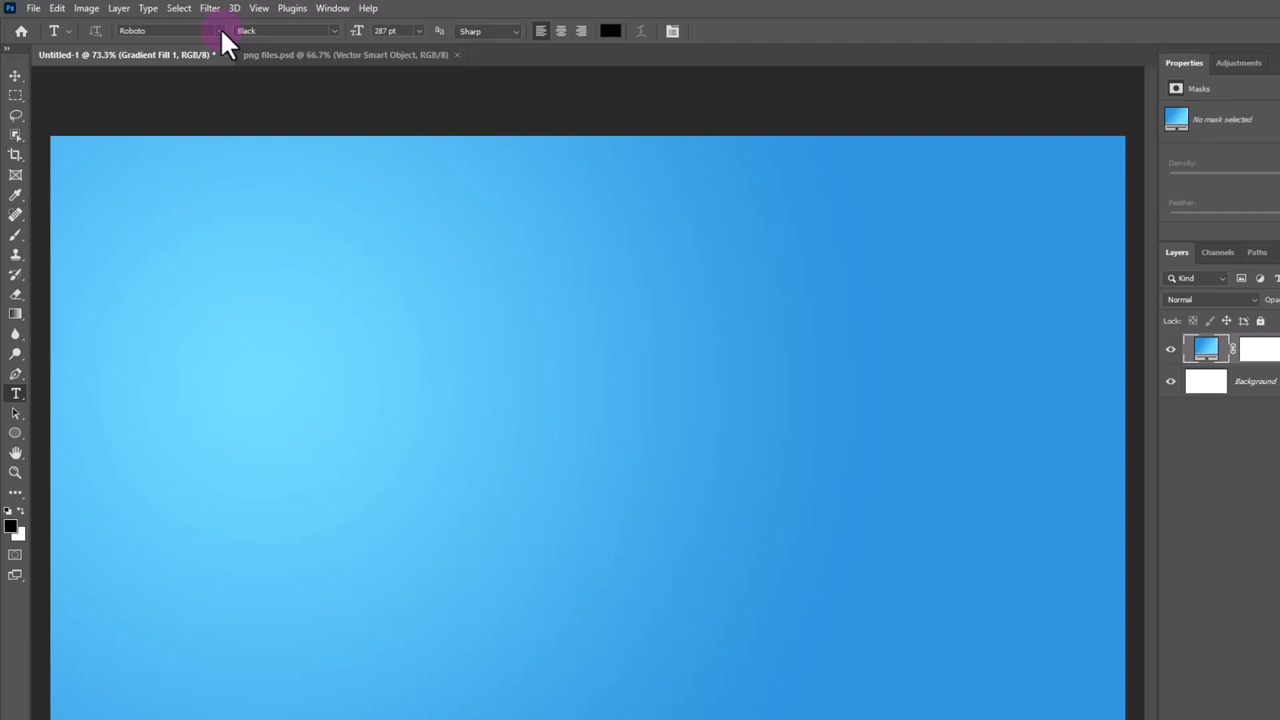 Ps File Edit Image Layer Type Select Filter 3D View Plugins Window Help
T Roboto Black 287 pt Sharp
Untitled-1 @ 73.3% (Gradient Fill 1, RGB/8) * png files.psd @ 66.7% (Vector Smart Object, RGB/8)
Properties Adjustments
Masks
No mask selected
Density:
Feather:
Layers Channels Paths
Kind
Normal Opa
Lock:
Background